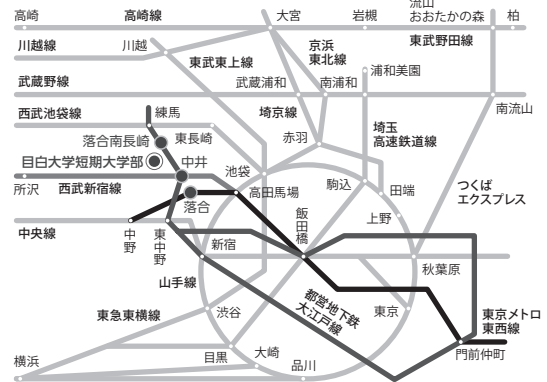 流山
おおたかの森
高崎
高崎線
大宮
岩槻
柏
京浜
東北線
東武野田線
川越線
川越
東武東上線
武蔵野線
武蔵浦和
南浦和
浦和美園
南流山
西武池袋線
練馬
埼京線
埼玉
高速鉄道線
落合南長崎
東長崎
赤羽
目白大学短期大学部
中井
池袋
所沢
西武新宿線
高田馬場
駒込
田端
つくば
エクスプレス
落合
飯田橋
上野
中央線
中野
東中野
新宿
秋葉原
山手線
都営地下鉄
大江戸線
東急東横線
渋谷
東京
東京メトロ
東西線
横浜
目黒
大崎
品川
門前仲町